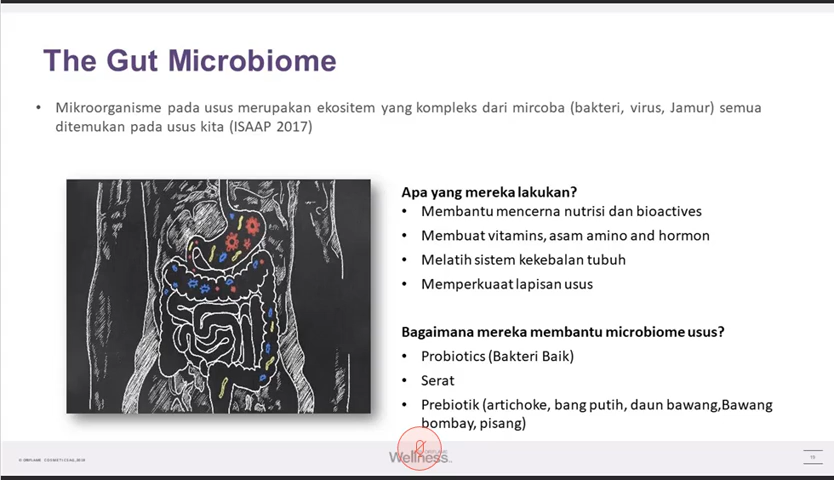 The Gut Microbiome
• Mikroorganisme pada usus merupakan ekositem yang kompleks dari mircoba (bakteri, virus, Jamur) semua
ditemukan pada usus kita (ISAAP 2017)
Apa yang mereka lakukan?
• Membantu mencerna nutrisi dan bioactives
• Membuat vitamins, asam amino and hormon
• Melatih sistem kekebalan tubuh
• Memperkuaat lapisan usus
Bagaimana mereka membantu microbiome usus?
• Probiotics (Bakteri Baik)
• Serat
• Prebiotik (artichoke, bang putih, daun bawang,Bawang
bombay, pisang)
Wellness